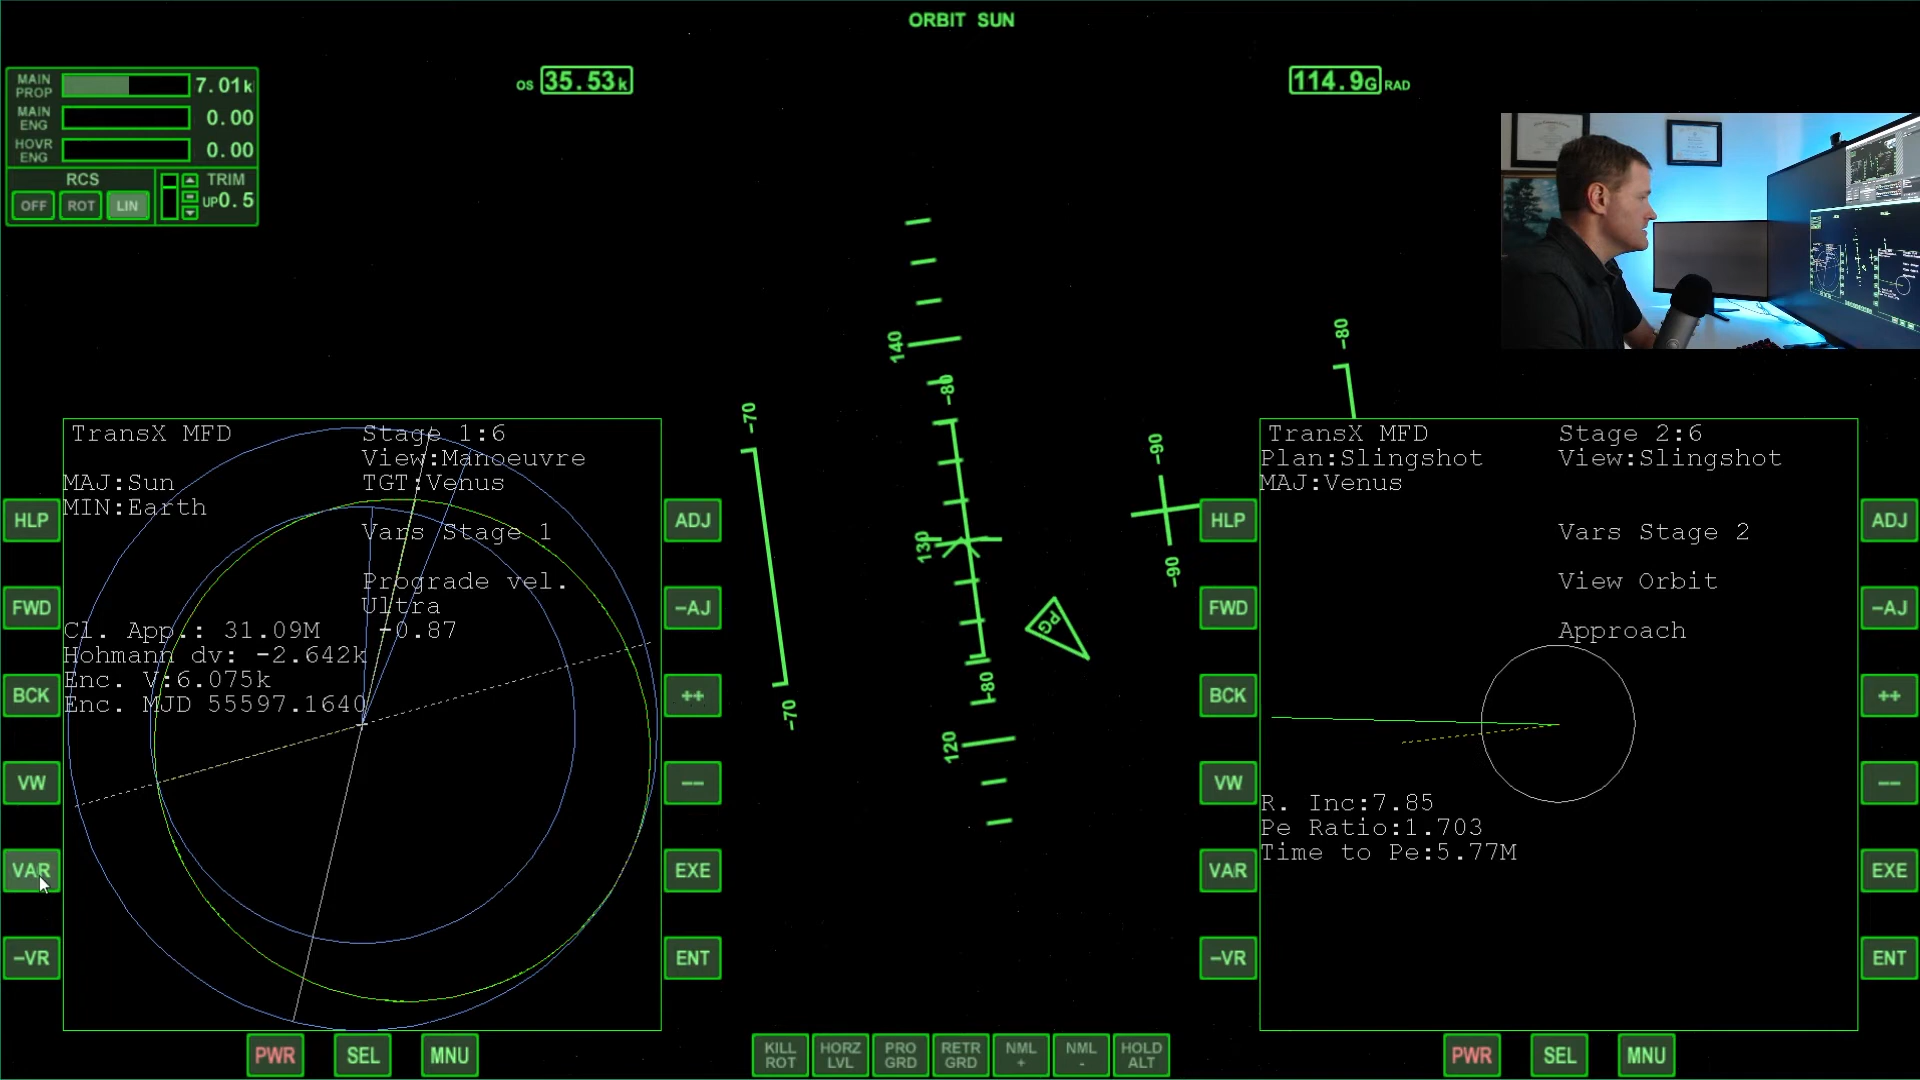 ORBIT SUN
MAIN PROP 7.01k
MAIN ENG 0.00
HOVR ENG 0.00
RCS TRIM
OFF ROT LIN UP 0.5
OS 35.53k
114.9G RAD
140
-80
130
-80
120
-70
-70
-90
-90
-80
PG
TransX MFD Stage 1:6
View:Manoeuvre
MAJ:Sun TGT:Venus
MIN:Earth
Vars Stage 1
Prograde vel.
Ultra
Cl. App.: 31.09M -0.87
Hohmann dv: -2.642k
Enc. V:6.075k
Enc. MJD 55597.1640
HLP
FWD
BCK
VW
VAR
-VR
ADJ
-AJ
++
--
EXE
ENT
PWR SEL MNU
KILL ROT
HORZ LVL
PRO GRD
RETR GRD
NML +
NML -
HOLD ALT
TransX MFD Stage 2:6
Plan:Slingshot View:Slingshot
MAJ:Venus
Vars Stage 2
View Orbit
Approach
R. Inc:7.85
Pe Ratio:1.703
Time to Pe:5.77M
HLP
FWD
BCK
VW
VAR
-VR
ADJ
-AJ
++
--
EXE
ENT
PWR SEL MNU